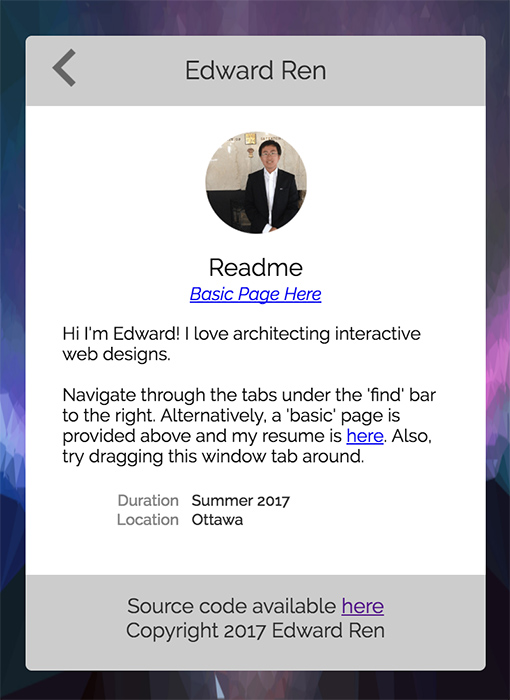 Edward Ren
Readme
Basic Page Here
Hi I'm Edward! I love architecting interactive
web designs.
Navigate through the tabs under the 'find' bar
to the right. Alternatively, a 'basic' page is
provided above and my resume is here. Also,
try dragging this window tab around.
Duration Summer 2017
Location Ottawa
Source code available here
Copyright 2017 Edward Ren